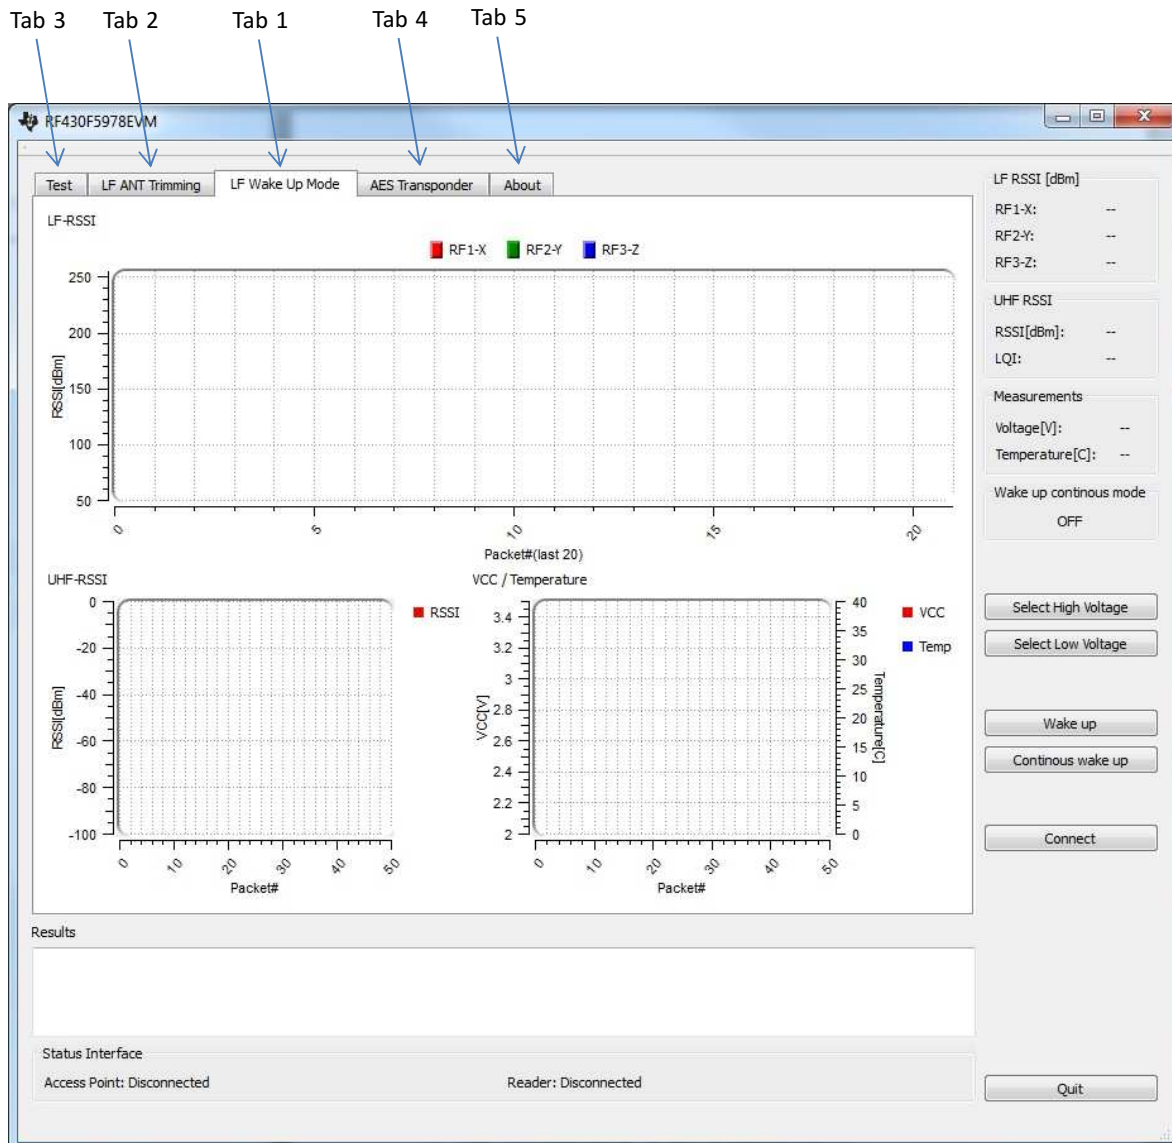 Tab 3 Tab 2 Tab 1 Tab 4 Tab 5
RF430F5978EVM
Test LF ANT Trimming LF Wake Up Mode AES Transponder About
LF-RSSI
RF1-X RF2-Y RF3-Z
250
200
150
100
50
RSSI[dBm]
0 5 10 15 20
Packet#(last 20)
UHF-RSSI
0
-20
-40
-60
-80
-100
RSSI[dBm]
RSSI
0 10 20 30 40 50
Packet#
VCC / Temperature
3.4
3.2
3
2.8
2.6
2.4
2.2
2
VCC[V]
40
35
30
25
20
15
10
5
0
Temperature[C]
VCC
Temp
0 10 20 30 40 50
Packet#
LF RSSI [dBm]
RF1-X: --
RF2-Y: --
RF3-Z: --
UHF RSSI
RSSI[dBm]: --
LQI: --
Measurements
Voltage[V]: --
Temperature[C]: --
Wake up continous mode
OFF
Select High Voltage
Select Low Voltage
Wake up
Continous wake up
Connect
Results
Status Interface
Access Point: Disconnected Reader: Disconnected
Quit